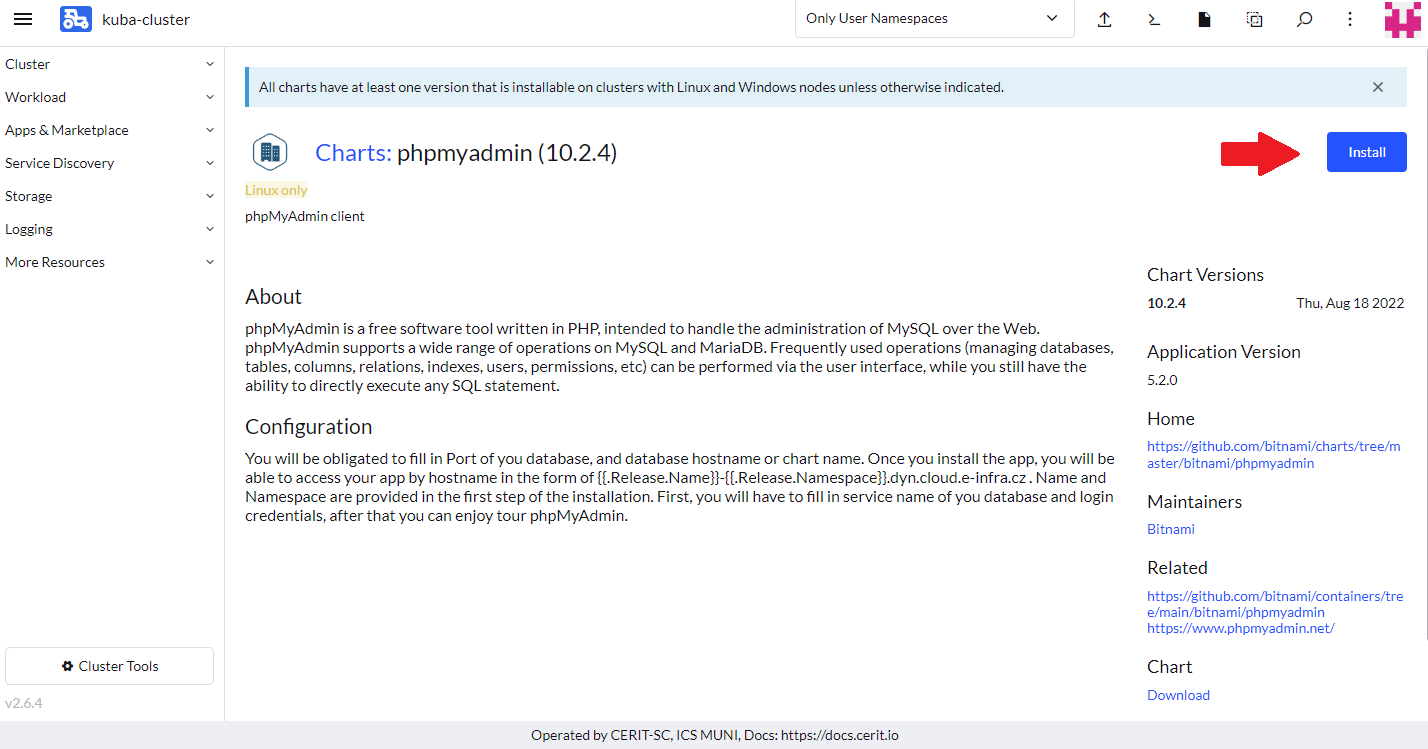 kuba-cluster
Only User Namespaces
Cluster
Workload
Apps & Marketplace
Service Discovery
Storage
Logging
More Resources
Cluster Tools
v2.6.4
All charts have at least one version that is installable on clusters with Linux and Windows nodes unless otherwise indicated.
Charts: phpmyadmin (10.2.4)
Install
Linux only
phpMyAdmin client
About
phpMyAdmin is a free software tool written in PHP, intended to handle the administration of MySQL over the Web.
phpMyAdmin supports a wide range of operations on MySQL and MariaDB. Frequently used operations (managing databases,
tables, columns, relations, indexes, users, permissions, etc) can be performed via the user interface, while you still have the
ability to directly execute any SQL statement.
Configuration
You will be obligated to fill in Port of you database, and database hostname or chart name. Once you install the app, you will be
able to access your app by hostname in the form of {{.Release.Name}}-{{.Release.Namespace}}.dyn.cloud.e-infra.cz . Name and
Namespace are provided in the first step of the installation. First, you will have to fill in service name of you database and login
credentials, after that you can enjoy tour phpMyAdmin.
Chart Versions
10.2.4 Thu, Aug 18 2022
Application Version
5.2.0
Home
https://github.com/bitnami/charts/tree/m
aster/bitnami/phpmyadmin
Maintainers
Bitnami
Related
https://github.com/bitnami/containers/tre
e/main/bitnami/phpmyadmin
https://www.phpmyadmin.net/
Chart
Download
Operated by CERIT-SC, ICS MUNI, Docs: https://docs.cerit.io